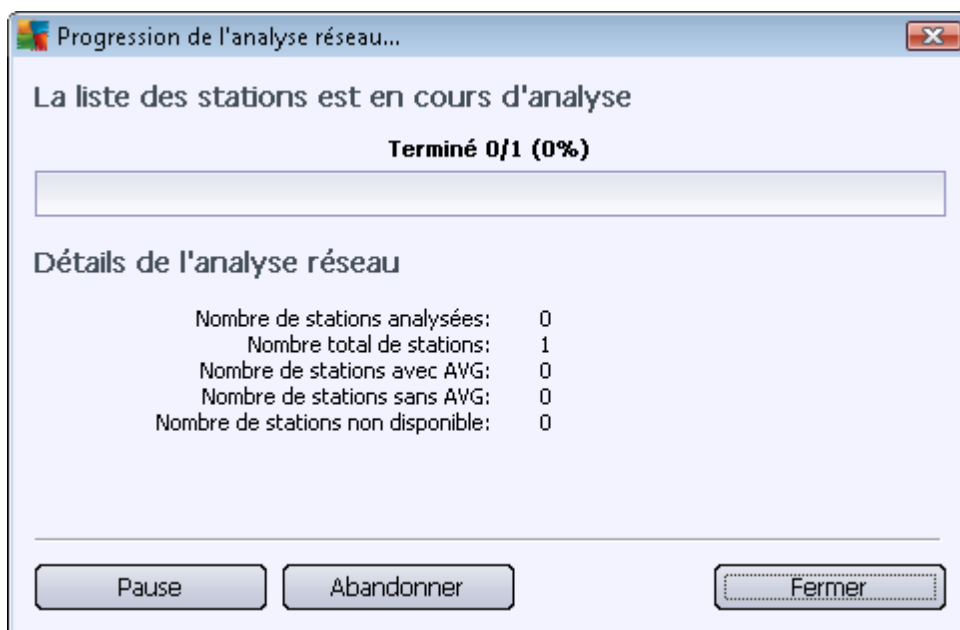 Progression de l'analyse réseau...
La liste des stations est en cours d'analyse
Terminé 0/1 (0%)
Détails de l'analyse réseau
Nombre de stations analysées: 0
Nombre total de stations: 1
Nombre de stations avec AVG: 0
Nombre de stations sans AVG: 0
Nombre de stations non disponible: 0
Pause Abandonner Fermer